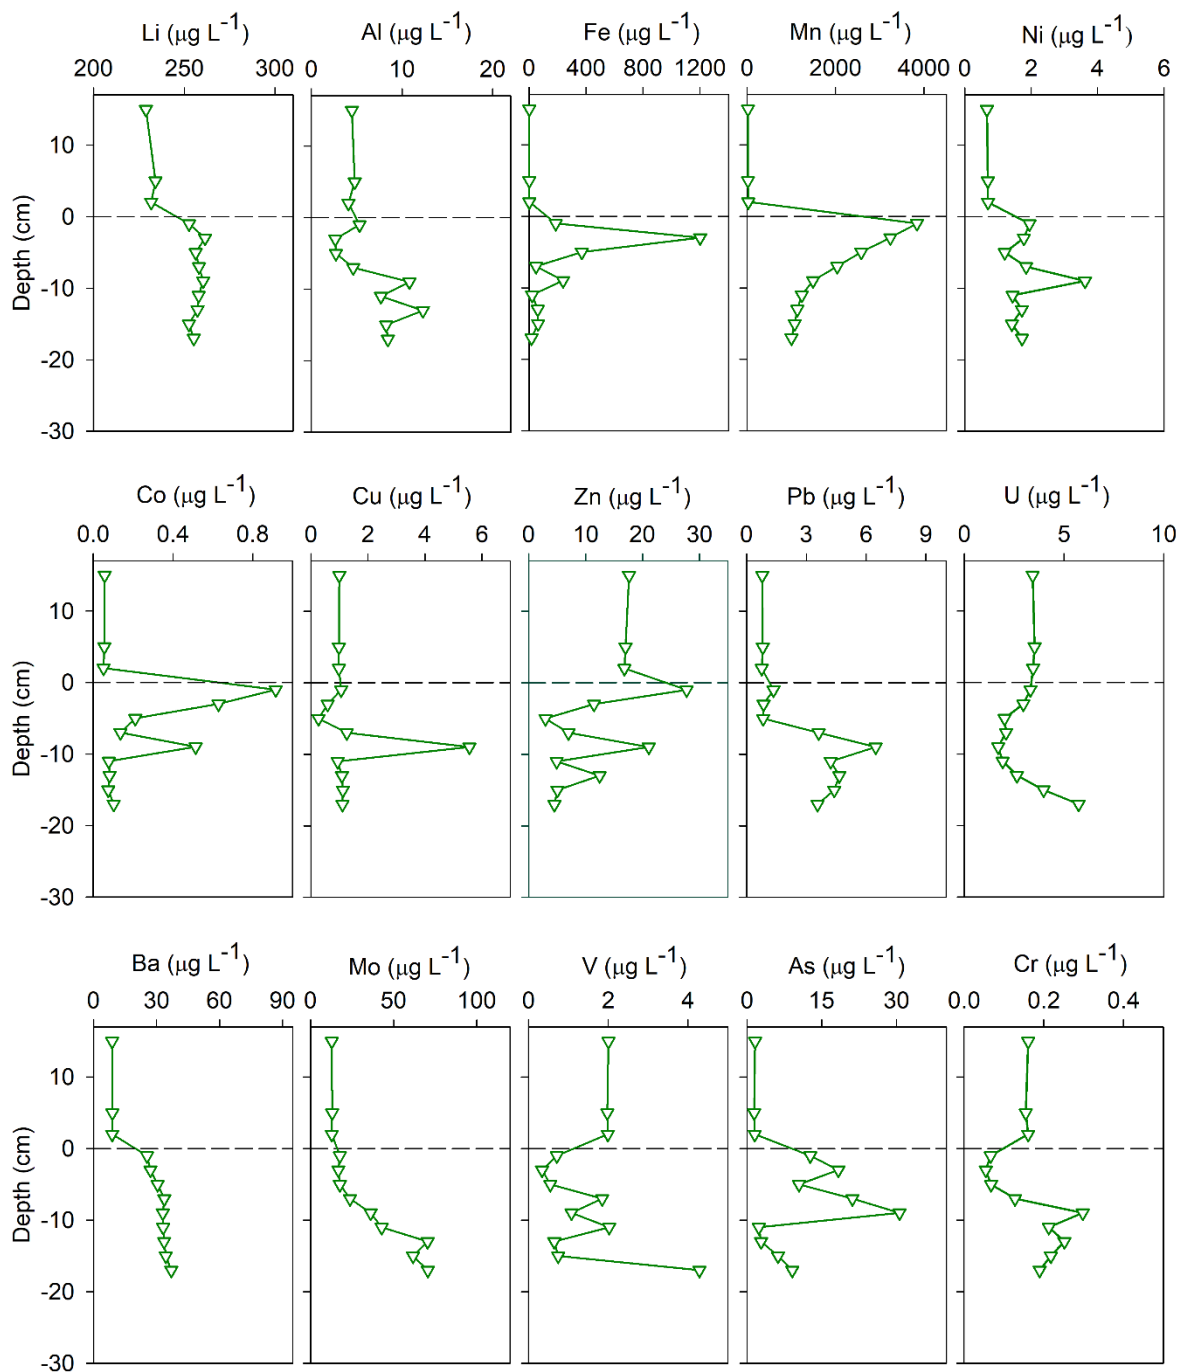 Li (μg L-1) Al (μg L-1) Fe (μg L-1) Mn (μg L-1) Ni (μg L-1)
200 250 300 0 10 20 0 400 800 1200 0 2000 4000 0 2 4 6
10
0
-10
-20
-30
Depth (cm)
Co (μg L-1) Cu (μg L-1) Zn (μg L-1) Pb (μg L-1) U (μg L-1)
0.0 0.4 0.8 0 2 4 6 0 10 20 30 0 3 6 9 0 5 10
10
0
-10
-20
-30
Depth (cm)
Ba (μg L-1) Mo (μg L-1) V (μg L-1) As (μg L-1) Cr (μg L-1)
0 30 60 90 0 50 100 0 2 4 0 15 30 0.0 0.2 0.4
10
0
-10
-20
-30
Depth (cm)